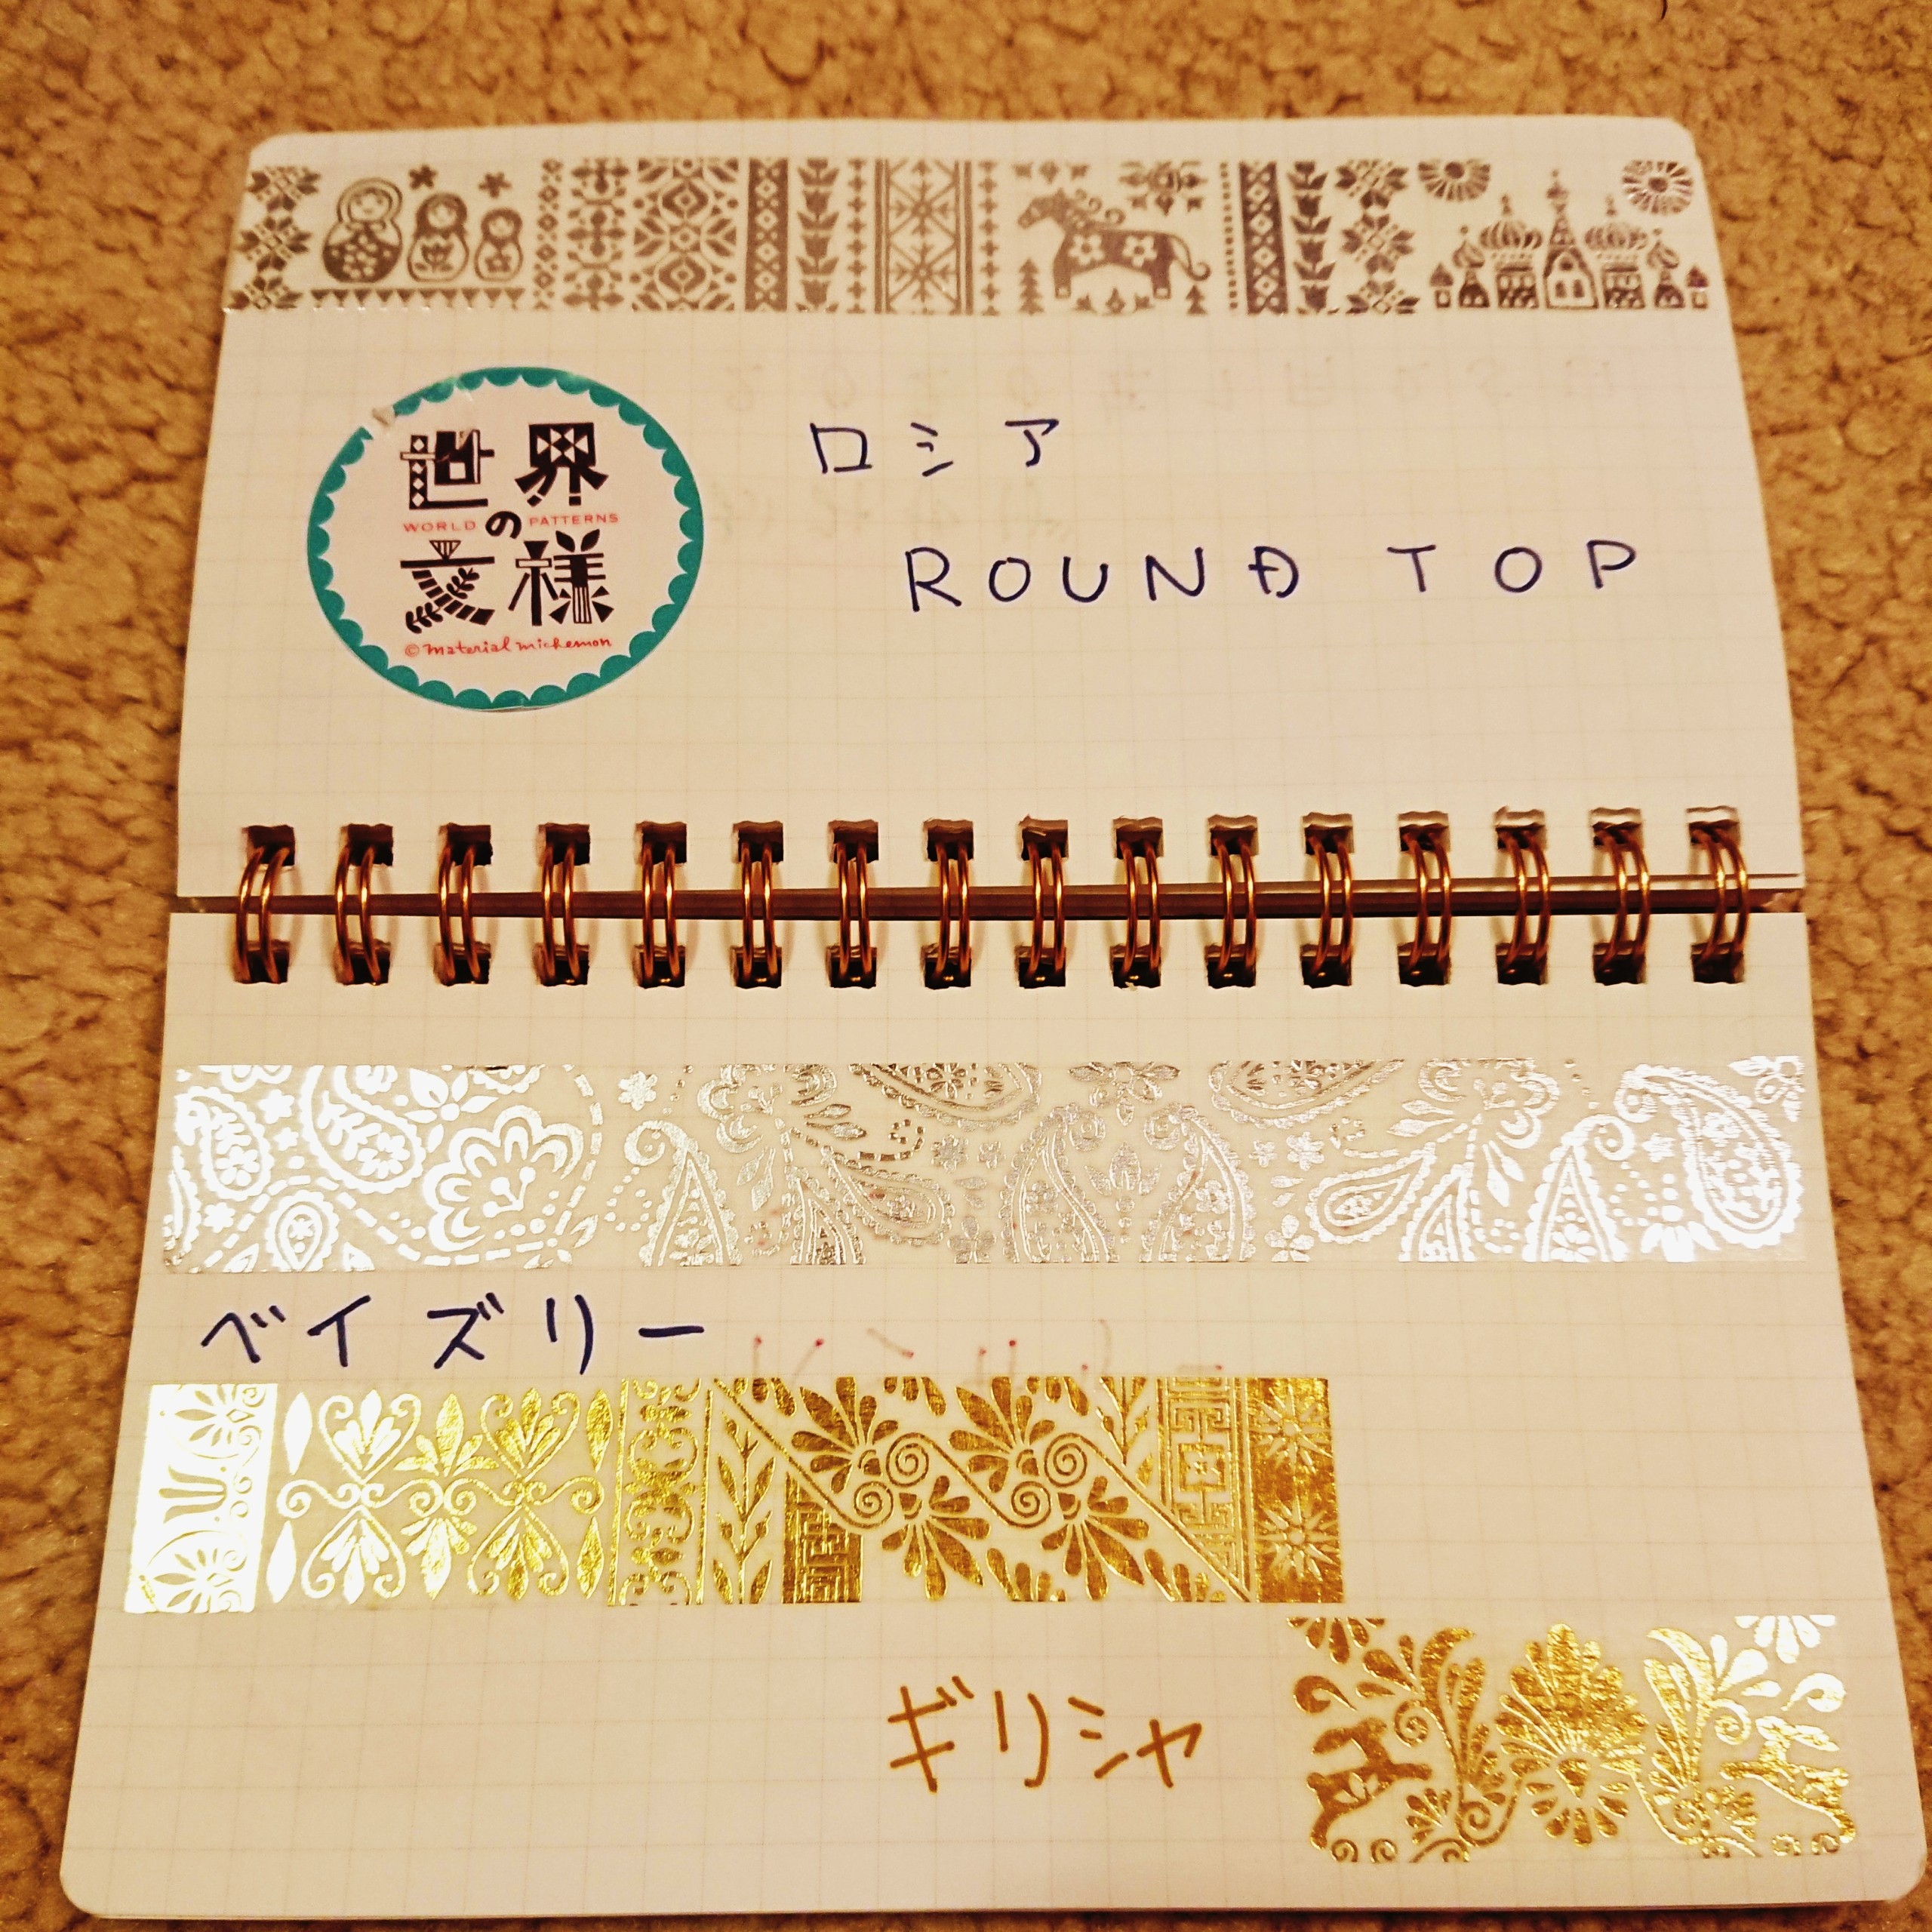 世界
WORLD の PATTERNS
文様
©material michemon
ロシア
ROUND TOP
ベイズリー
ギリシャ